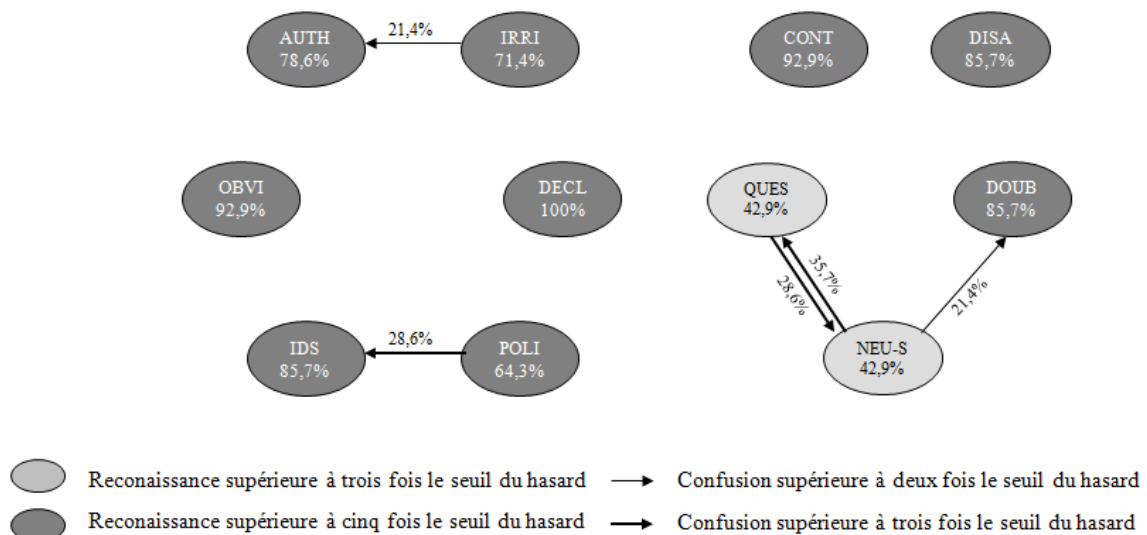 AUTH
78,6%
21,4%
IRRI
71,4%
CONT
92,9%
DISA
85,7%
OBVI
92,9%
DECL
100%
QUES
42,9%
DOUB
85,7%
35,7%
28,6%
21,4%
IDS
85,7%
28,6%
POLI
64,3%
NEU-S
42,9%
Reconaissance supérieure à trois fois le seuil du hasard
Confusion supérieure à deux fois le seuil du hasard
Reconaissance supérieure à cinq fois le seuil du hasard
Confusion supérieure à trois fois le seuil du hasard